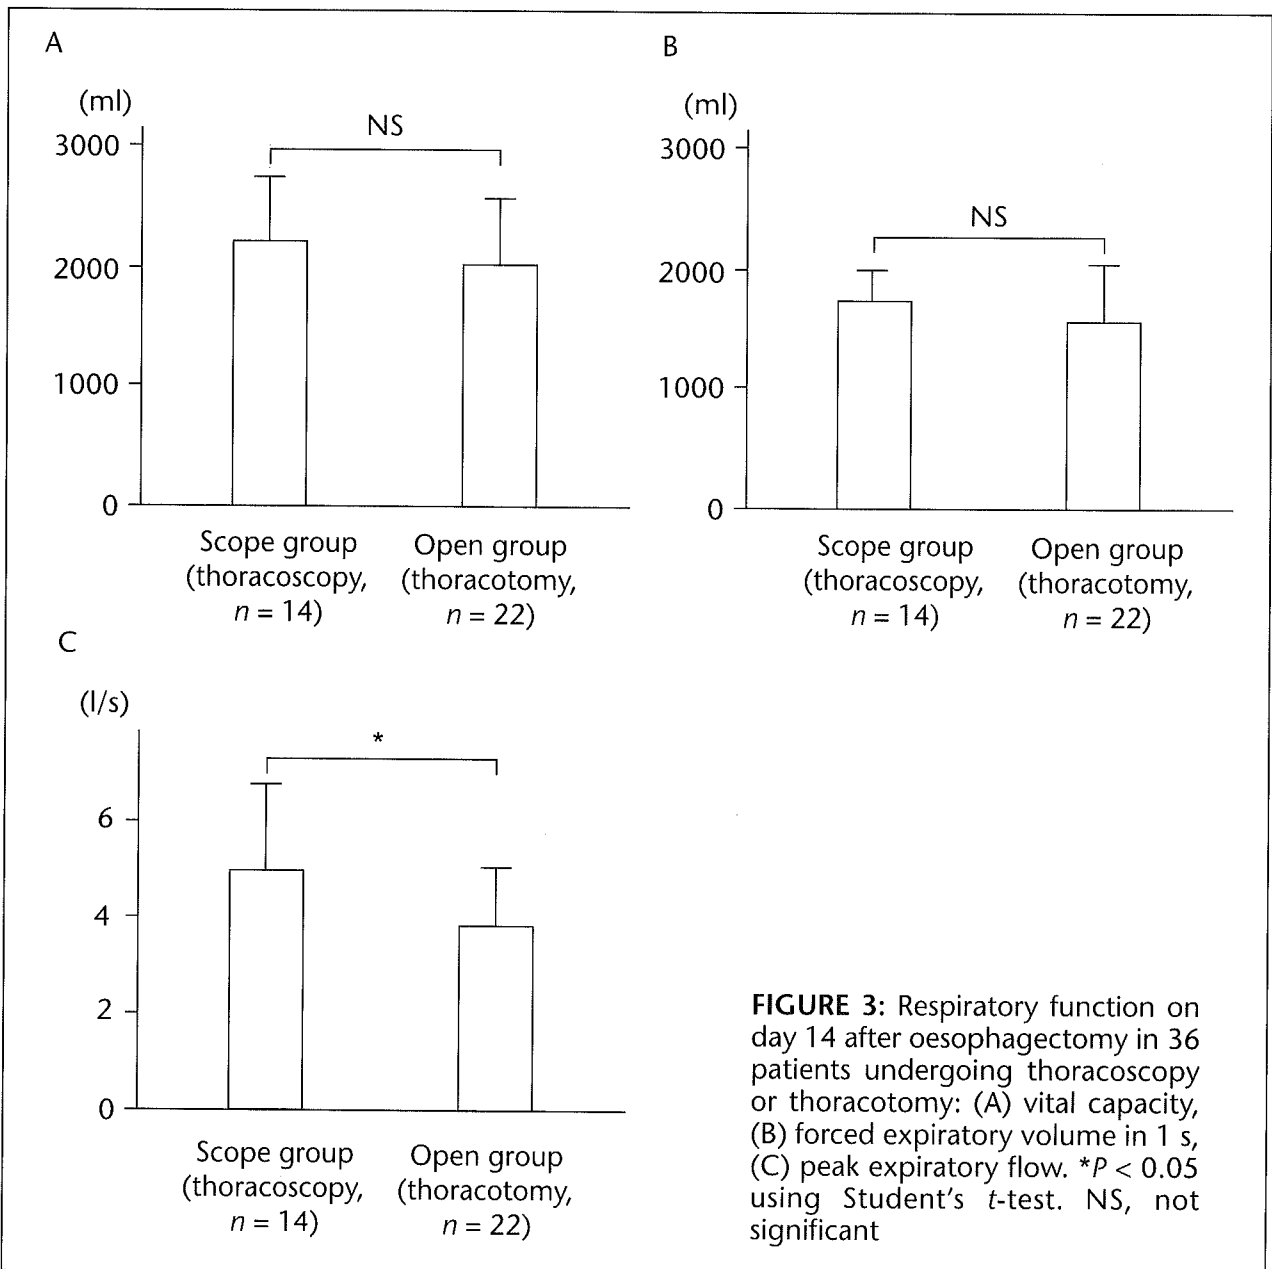 A
(ml)
3000
2000
1000
0
NS
Scope group
(thoracoscopy,
n = 14)
Open group
(thoracotomy,
n = 22)
B
(ml)
3000
2000
1000
0
NS
Scope group
(thoracoscopy,
n = 14)
Open group
(thoracotomy,
n = 22)
C
(l/s)
6
4
2
0
*
Scope group
(thoracoscopy,
n = 14)
Open group
(thoracotomy,
n = 22)
FIGURE 3: Respiratory function on
day 14 after oesophagectomy in 36
patients undergoing thoracoscopy
or thoracotomy: (A) vital capacity,
(B) forced expiratory volume in 1 s,
(C) peak expiratory flow. *P < 0.05
using Student's t-test. NS, not
significant